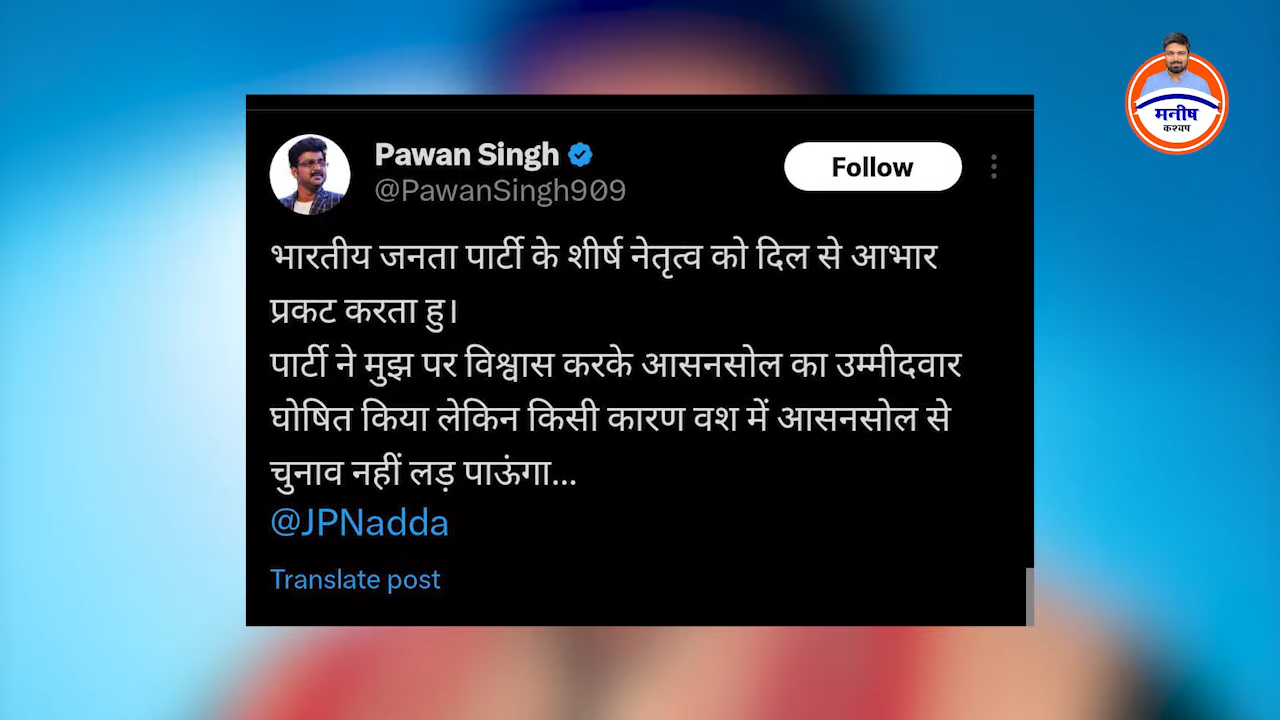 मनीष
कश्यप
Pawan Singh
@PawanSingh909
Follow
भारतीय जनता पार्टी के शीर्ष नेतृत्व को दिल से आभार
प्रकट करता हु।
पार्टी ने मुझ पर विश्वास करके आसनसोल का उम्मीदवार
घोषित किया लेकिन किसी कारण वश में आसनसोल से
चुनाव नहीं लड़ पाऊंगा...
@JPNadda
Translate post